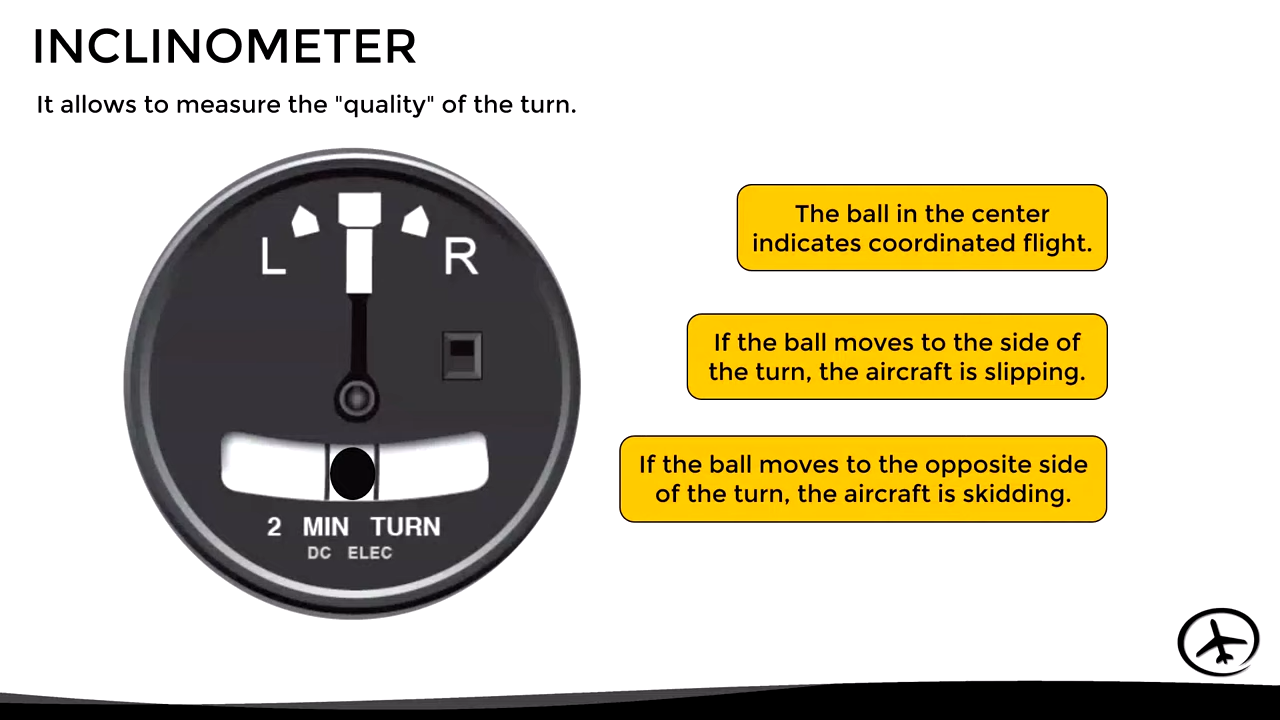 INCLINOMETER
It allows to measure the "quality" of the turn.
L R
2 MIN TURN
DC ELEC
The ball in the center
indicates coordinated flight.
If the ball moves to the side of
the turn, the aircraft is slipping.
If the ball moves to the opposite side
of the turn, the aircraft is skidding.